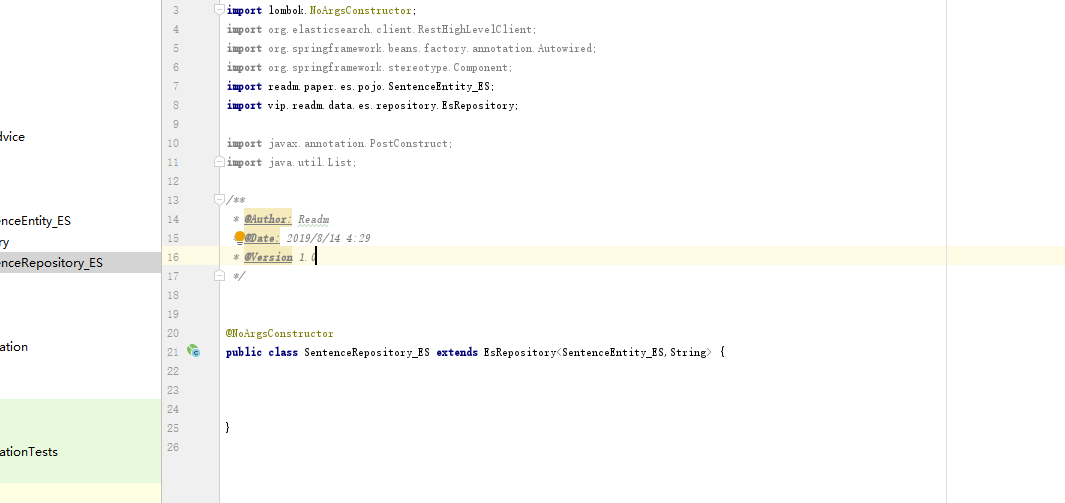 3 import lombok.NoArgsConstructor;
4 import org.elasticsearch.client.RestHighLevelClient;
5 import org.springframework.beans.factory.annotation.Autowired;
6 import org.springframework.stereotype.Component;
7 import readm.paper.es.pojo.SentenceEntity_ES;
8 import vip.readm.data.es.repository.EsRepository;
9
dvice
10 import javax.annotation.PostConstruct;
11 import java.util.List;
12
13 /**
14 * @Author: Readm
enceEntity_ES
15 @Date: 2019/8/14 4:29
ry
16 * @Version 1.0
enceRepository_ES
17 */
18
19
20 @NoArgsConstructor
ation
21 public class SentenceRepository_ES extends EsRepository<SentenceEntity_ES,String> {
22
23
24
25 }
26
ationTests